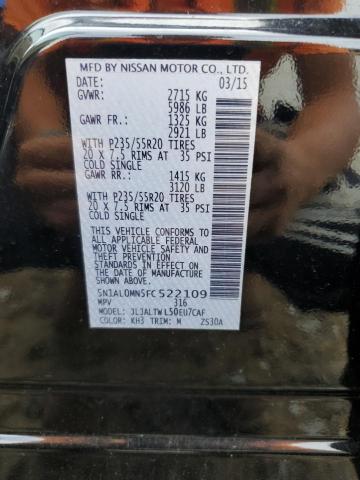 MFD BY NISSAN MOTOR CO., LTD.
DATE: 03/15
GVWR: 2715 KG
5986 LB
GAWR FR.: 1325 KG
2921 LB
WITH P235/55R20 TIRES
20 X 7.5 RIMS AT 35 PSI
COLD SINGLE
GAWR RR.: 1415 KG
3120 LB
WITH P235/55R20 TIRES
20 X 7.5 RIMS AT 35 PSI
COLD SINGLE
THIS VEHICLE CONFORMS TO ALL
APPLICABLE FEDERAL
MOTOR VEHICLE SAFETY AND
THEFT PREVENTION
STANDARDS IN EFFECT ON
THE DATE OF
MANUFACTURE SHOWN ABOVE.
5N1AL0MN5FC522109
MPV 316
MODEL: JLJALTWL50EU7CAF
COLOR: KH3 TRIM: M ZS30A